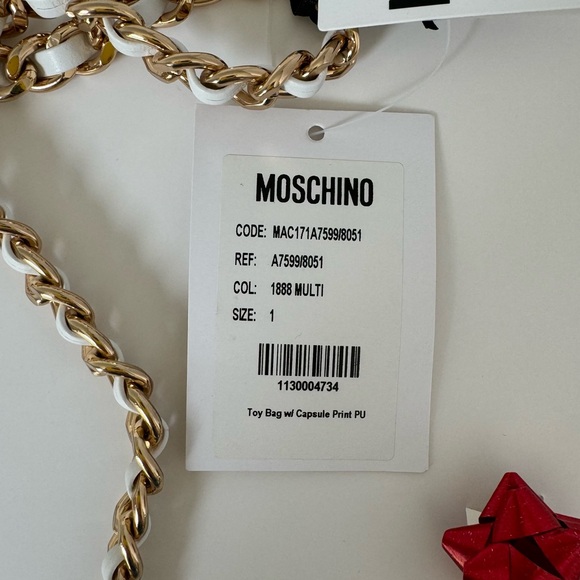 MOSCHINO
CODE: MAC171A7599/8051
REF: A7599/8051
COL: 1888 MULTI
SIZE: 1
1130004734
Toy Bag w/ Capsule Print PU